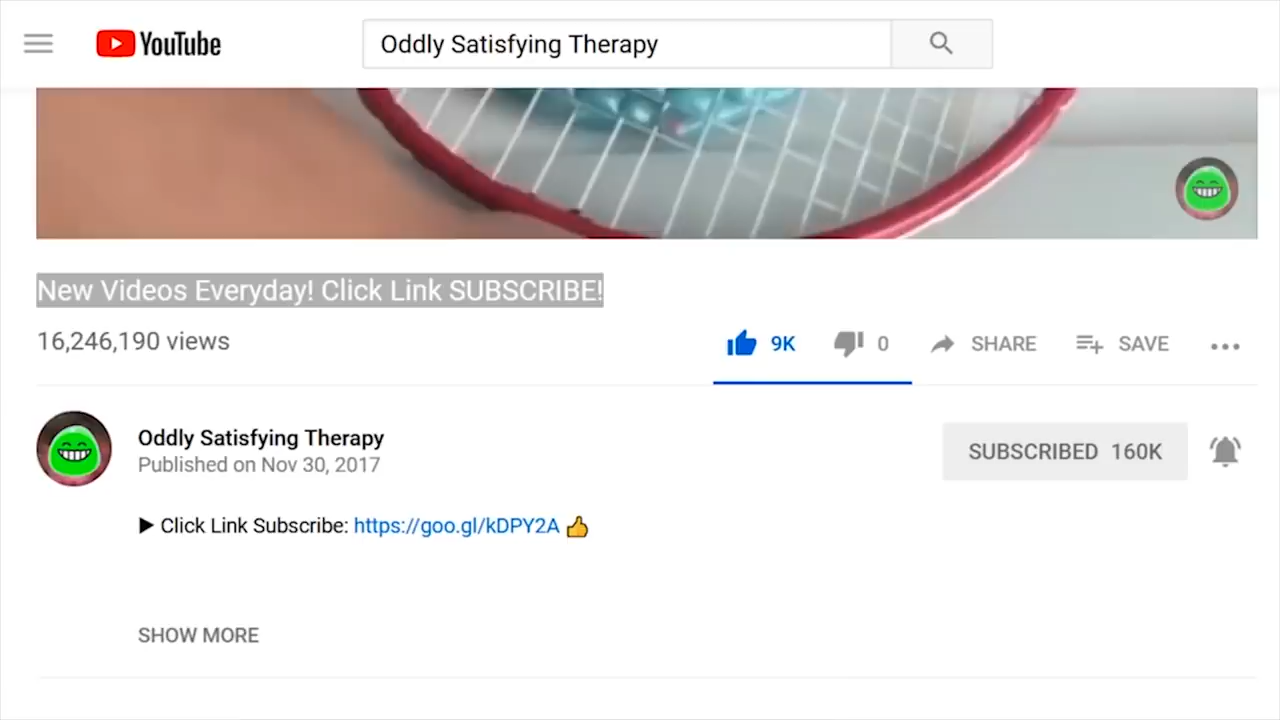 YouTube
Oddly Satisfying Therapy
New Videos Everyday! Click Link SUBSCRIBE!
16,246,190 views
9K
0
SHARE
SAVE
Oddly Satisfying Therapy
Published on Nov 30, 2017
SUBSCRIBED 160K
▶ Click Link Subscribe: https://goo.gl/kDPY2A 👍
SHOW MORE